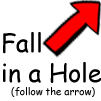 Fall
in a Hole
(follow the arrow)